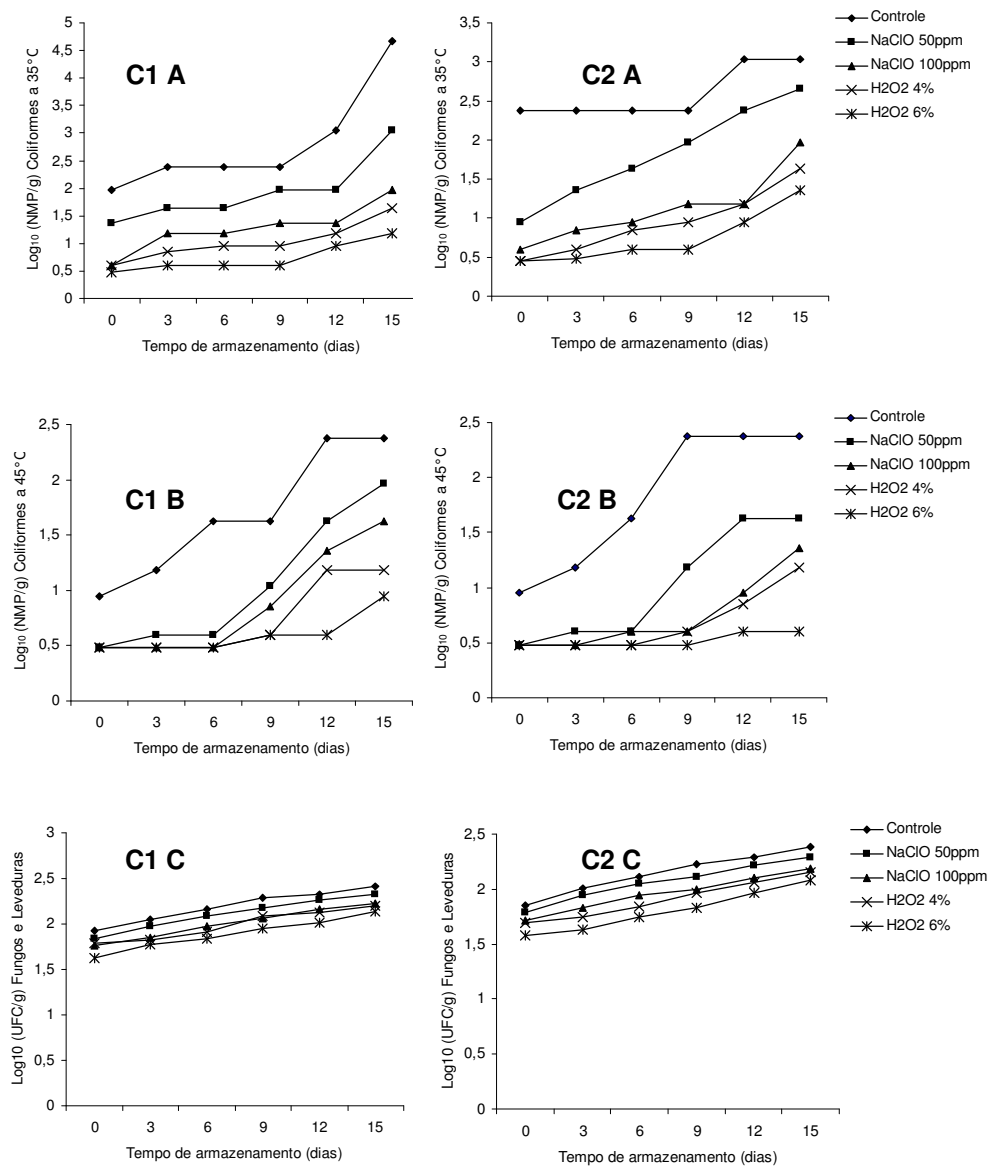 C1 A
Log₁₀ (NMP/g) Coliformes a 35°C
5
4,5
4
3,5
3
2,5
2
1,5
1
0,5
0
0 3 6 9 12 15
Tempo de armazenamento (dias)
C2 A
Log₁₀ (NMP/g) Coliformes a 35°C
3,5
3
2,5
2
1,5
1
0,5
0
0 3 6 9 12 15
Tempo de armazenamento (dias)
Controle
NaClO 50ppm
NaClO 100ppm
H2O2 4%
H2O2 6%
C1 B
Log₁₀ (NMP/g) Coliformes a 45°C
2,5
2
1,5
1
0,5
0
0 3 6 9 12 15
Tempo de armazenamento (dias)
C2 B
Log₁₀ (NMP/g) Coliformes a 45°C
2,5
2
1,5
1
0,5
0
0 3 6 9 12 15
Tempo de armazenamento (dias)
Controle
NaClO 50ppm
NaClO 100ppm
H2O2 4%
H2O2 6%
C1 C
Log10 (UFC/g) Fungos e Leveduras
3
2,5
2
1,5
1
0,5
0
0 3 6 9 12 15
Tempo de armazenamento (dias)
C2 C
Log10 (UFC/g) Fungos e Leveduras
2,5
2
1,5
1
0,5
0
0 3 6 9 12 15
Tempo de armazenamento (dias)
Controle
NaClO 50ppm
NaClO 100ppm
H2O2 4%
H2O2 6%